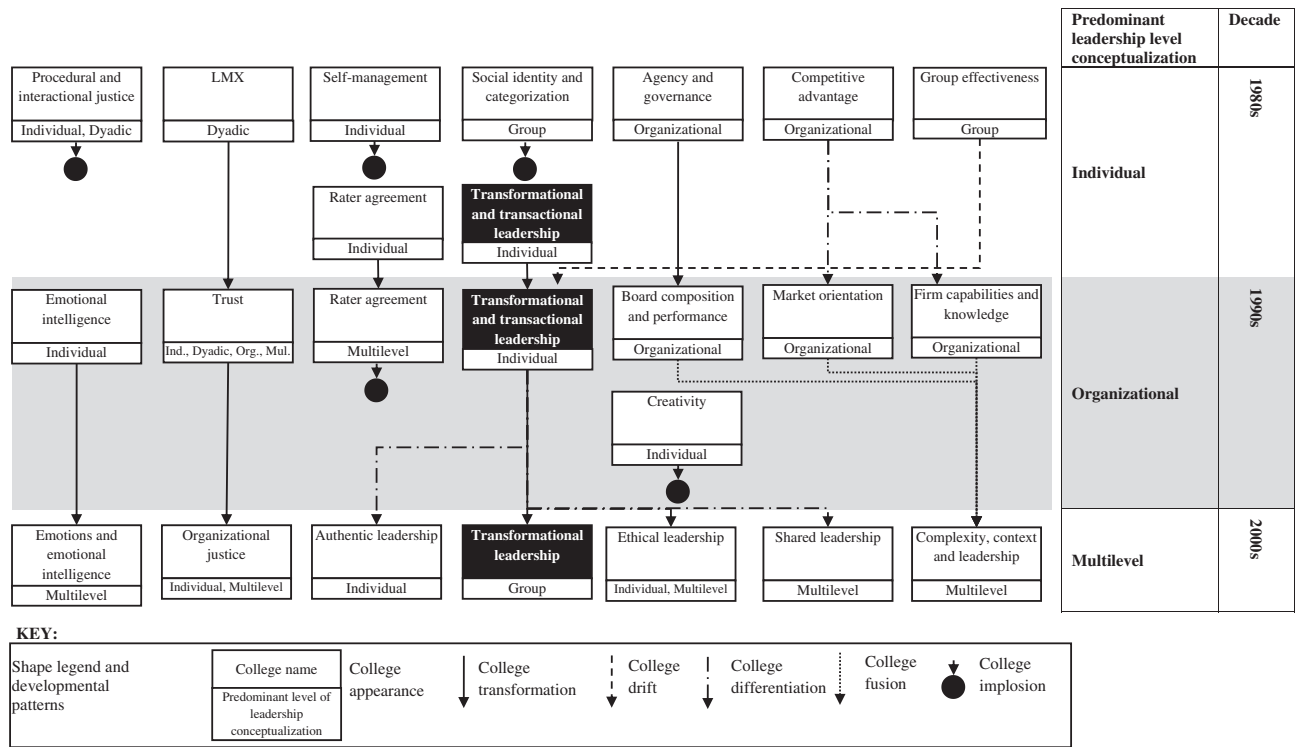 Predominant
leadership level
conceptualization
Decade
Procedural and
interactional justice
Individual, Dyadic
LMX
Dyadic
Self-management
Individual
Social identity and
categorization
Group
Agency and
governance
Organizational
Competitive
advantage
Organizational
Group effectiveness
Group
Individual
1980s
Rater agreement
Individual
Transformational
and transactional
leadership
Individual
Emotional
intelligence
Individual
Trust
Ind., Dyadic, Org., Mul.
Rater agreement
Multilevel
Transformational
and transactional
leadership
Individual
Board composition
and performance
Organizational
Market orientation
Organizational
Firm capabilities and
knowledge
Organizational
Organizational
1990s
Creativity
Individual
Emotions and
emotional
intelligence
Multilevel
Organizational
justice
Individual, Multilevel
Authentic leadership
Individual
Transformational
leadership
Group
Ethical leadership
Individual, Multilevel
Shared leadership
Multilevel
Complexity, context
and leadership
Multilevel
Multilevel
2000s
KEY:
Shape legend and
developmental
patterns
College name
Predominant level of
leadership
conceptualization
College
appearance
College
transformation
College
drift
College
differentiation
College
fusion
College
implosion